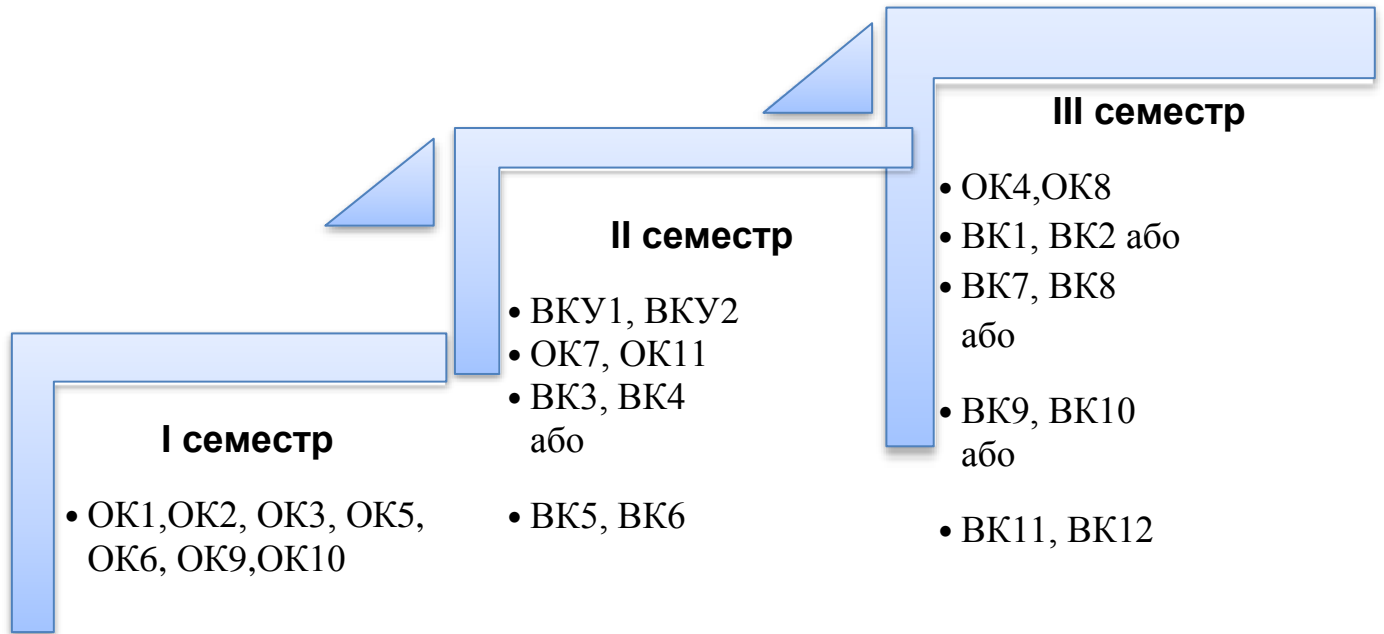 I семестр
• ОК1,ОК2, ОК3, ОК5,
ОК6, ОК9,ОК10
II семестр
• ВКУ1, ВКУ2
• ОК7, ОК11
• ВК3, ВК4
або
• ВК5, ВК6
III семестр
• ОК4,ОК8
• ВК1, ВК2 або
• ВК7, ВК8
або
• ВК9, ВК10
або
• ВК11, ВК12